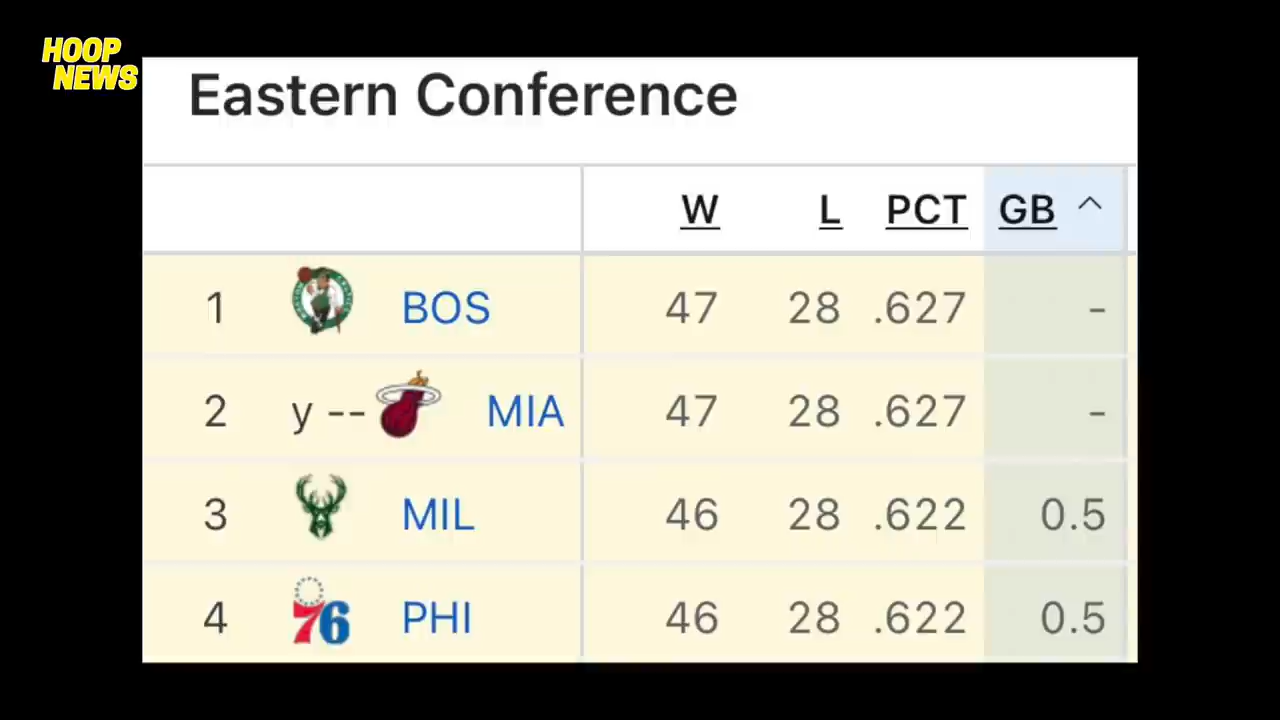 HOOP
NEWS
Eastern Conference
W L PCT GB ^
1 BOS 47 28 .627 -
2 y -- MIA 47 28 .627 -
3 MIL 46 28 .622 0.5
4 76 PHI 46 28 .622 0.5